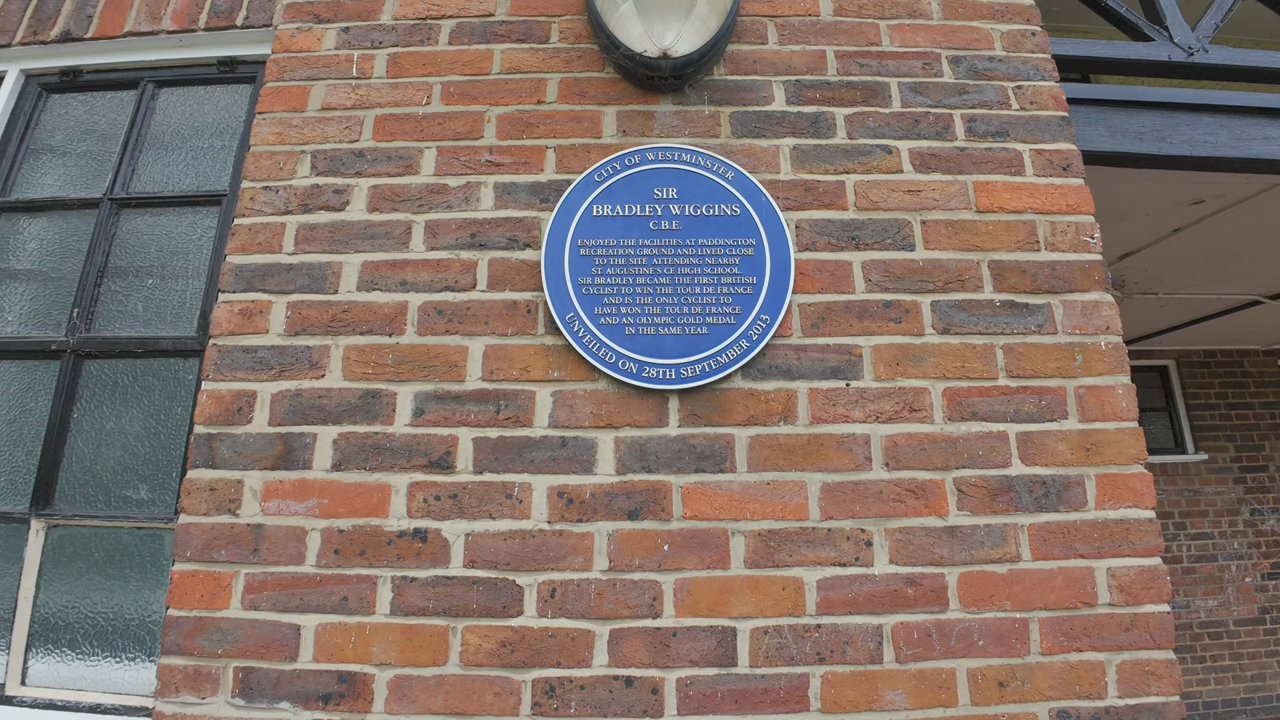 CITY OF WESTMINSTER
SIR
BRADLEY WIGGINS
C.B.E.
ENJOYED THE FACILITIES AT PADDINGTON
RECREATION GROUND AND LIVED CLOSE
TO THE SITE ATTENDING NEARBY
ST. AUGUSTINE'S CE HIGH SCHOOL.
SIR BRADLEY BECAME THE FIRST BRITISH
CYCLIST TO WIN THE TOUR DE FRANCE
AND IS THE ONLY CYCLIST TO
HAVE WON THE TOUR DE FRANCE
AND AN OLYMPIC GOLD MEDAL
IN THE SAME YEAR.
UNVEILED ON 28TH SEPTEMBER 2013